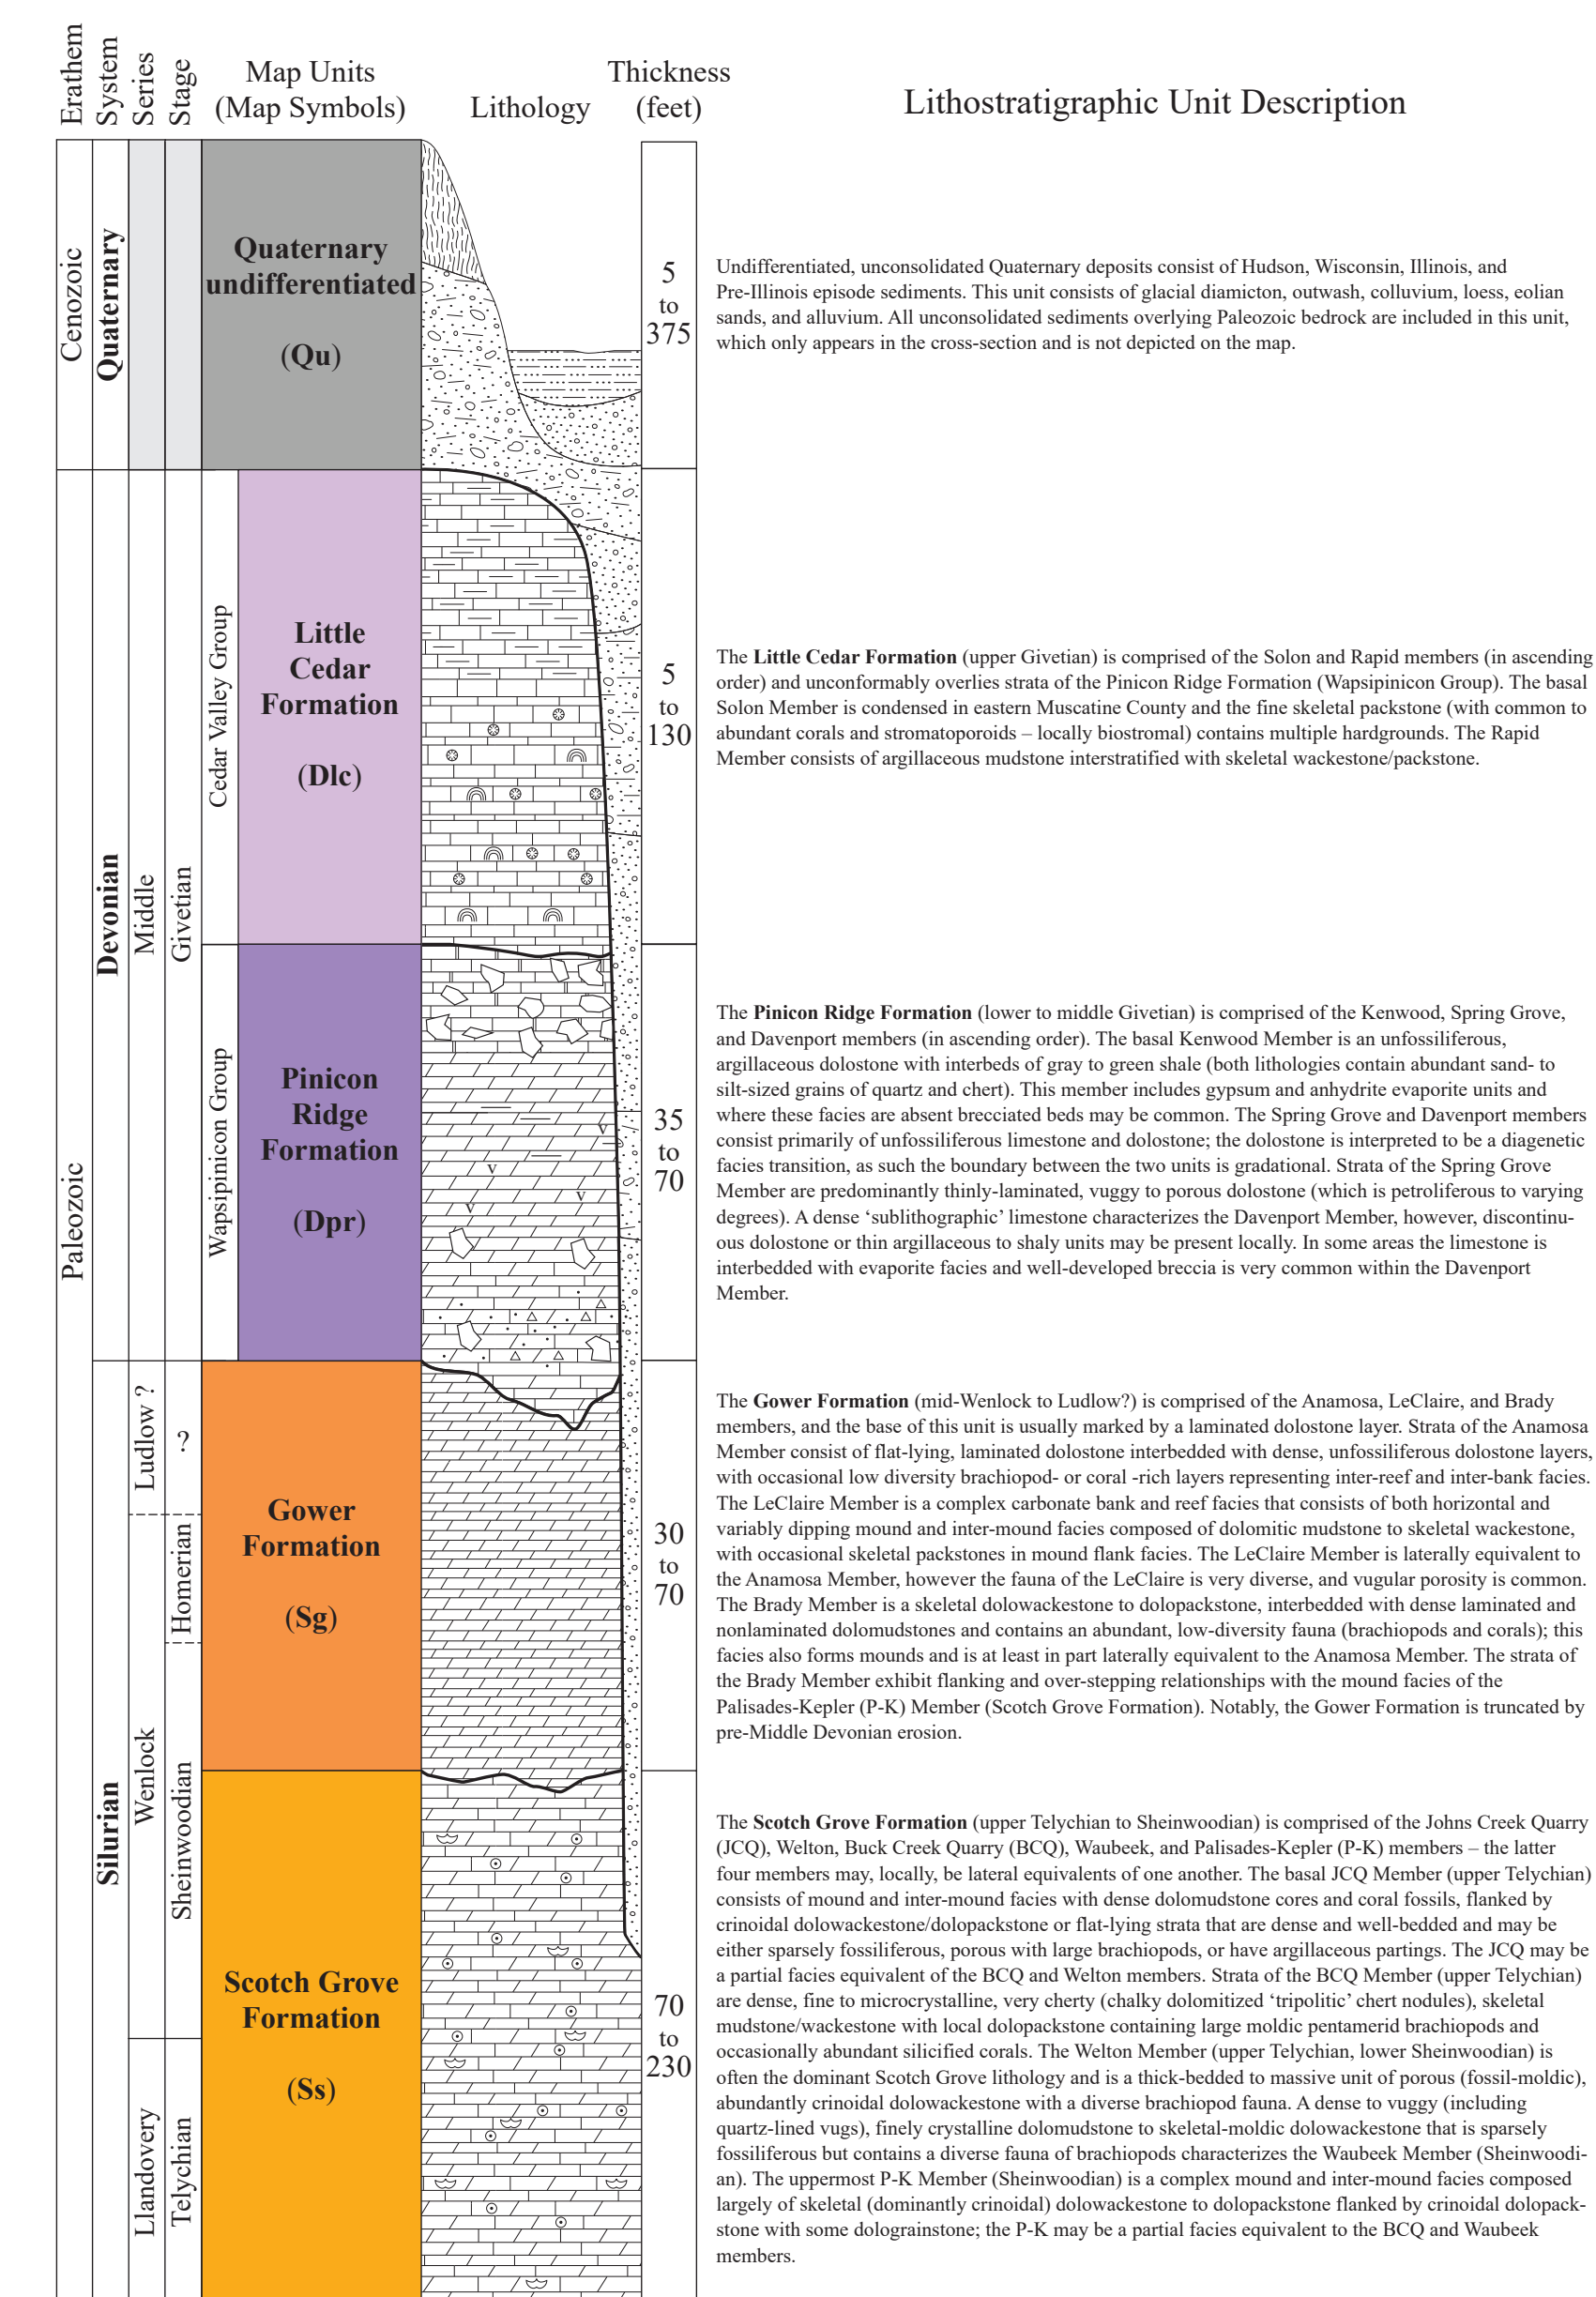 Erathem
System
Series
Stage
Map Units
(Map Symbols)
Lithology
Thickness
(feet)
Lithostratigraphic Unit Description
Cenozoic
Quaternary
Quaternary
undifferentiated
(Qu)
5
to
375
Undifferentiated, unconsolidated Quaternary deposits consist of Hudson, Wisconsin, Illinois, and
Pre-Illinois episode sediments. This unit consists of glacial diamicton, outwash, colluvium, loess, eolian
sands, and alluvium. All unconsolidated sediments overlying Paleozoic bedrock are included in this unit,
which only appears in the cross-section and is not depicted on the map.
Paleozoic
Devonian
Middle
Givetian
Cedar Valley Group
Little
Cedar
Formation
(Dlc)
5
to
130
The Little Cedar Formation (upper Givetian) is comprised of the Solon and Rapid members (in ascending
order) and unconformably overlies strata of the Pinicon Ridge Formation (Wapsipinicon Group). The basal
Solon Member is condensed in eastern Muscatine County and the fine skeletal packstone (with common to
abundant corals and stromatoporoids – locally biostromal) contains multiple hardgrounds. The Rapid
Member consists of argillaceous mudstone interstratified with skeletal wackestone/packstone.
Wapsipinicon Group
Pinicon
Ridge
Formation
(Dpr)
V
V
V
V
35
to
70
The Pinicon Ridge Formation (lower to middle Givetian) is comprised of the Kenwood, Spring Grove,
and Davenport members (in ascending order). The basal Kenwood Member is an unfossiliferous,
argillaceous dolostone with interbeds of gray to green shale (both lithologies contain abundant sand- to
silt-sized grains of quartz and chert). This member includes gypsum and anhydrite evaporite units and
where these facies are absent brecciated beds may be common. The Spring Grove and Davenport members
consist primarily of unfossiliferous limestone and dolostone; the dolostone is interpreted to be a diagenetic
facies transition, as such the boundary between the two units is gradational. Strata of the Spring Grove
Member are predominantly thinly-laminated, vuggy to porous dolostone (which is petroliferous to varying
degrees). A dense ‘sublithographic’ limestone characterizes the Davenport Member, however, discontinu-
ous dolostone or thin argillaceous to shaly units may be present locally. In some areas the limestone is
interbedded with evaporite facies and well-developed breccia is very common within the Davenport
Member.
Silurian
Ludlow ?
?
Wenlock
Homerian
Sheinwoodian
Gower
Formation
(Sg)
30
to
70
The Gower Formation (mid-Wenlock to Ludlow?) is comprised of the Anamosa, LeClaire, and Brady
members, and the base of this unit is usually marked by a laminated dolostone layer. Strata of the Anamosa
Member consist of flat-lying, laminated dolostone interbedded with dense, unfossiliferous dolostone layers,
with occasional low diversity brachiopod- or coral -rich layers representing inter-reef and inter-bank facies.
The LeClaire Member is a complex carbonate bank and reef facies that consists of both horizontal and
variably dipping mound and inter-mound facies composed of dolomitic mudstone to skeletal wackestone,
with occasional skeletal packstones in mound flank facies. The LeClaire Member is laterally equivalent to
the Anamosa Member, however the fauna of the LeClaire is very diverse, and vugular porosity is common.
The Brady Member is a skeletal dolowackestone to dolopackstone, interbedded with dense laminated and
nonlaminated dolomudstones and contains an abundant, low-diversity fauna (brachiopods and corals); this
facies also forms mounds and is at least in part laterally equivalent to the Anamosa Member. The strata of
the Brady Member exhibit flanking and over-stepping relationships with the mound facies of the
Palisades-Kepler (P-K) Member (Scotch Grove Formation). Notably, the Gower Formation is truncated by
pre-Middle Devonian erosion.
Llandovery
Telychian
Scotch Grove
Formation
(Ss)
70
to
230
The Scotch Grove Formation (upper Telychian to Sheinwoodian) is comprised of the Johns Creek Quarry
(JCQ), Welton, Buck Creek Quarry (BCQ), Waubeek, and Palisades-Kepler (P-K) members – the latter
four members may, locally, be lateral equivalents of one another. The basal JCQ Member (upper Telychian)
consists of mound and inter-mound facies with dense dolomudstone cores and coral fossils, flanked by
crinoidal dolowackestone/dolopackstone or flat-lying strata that are dense and well-bedded and may be
either sparsely fossiliferous, porous with large brachiopods, or have argillaceous partings. The JCQ may be
a partial facies equivalent of the BCQ and Welton members. Strata of the BCQ Member (upper Telychian)
are dense, fine to microcrystalline, very cherty (chalky dolomitized ‘tripolitic’ chert nodules), skeletal
mudstone/wackestone with local dolopackstone containing large moldic pentamerid brachiopods and
occasionally abundant silicified corals. The Welton Member (upper Telychian, lower Sheinwoodian) is
often the dominant Scotch Grove lithology and is a thick-bedded to massive unit of porous (fossil-moldic),
abundantly crinoidal dolowackestone with a diverse brachiopod fauna. A dense to vuggy (including
quartz-lined vugs), finely crystalline dolomudstone to skeletal-moldic dolowackestone that is sparsely
fossiliferous but contains a diverse fauna of brachiopods characterizes the Waubeek Member (Sheinwoodi-
an). The uppermost P-K Member (Sheinwoodian) is a complex mound and inter-mound facies composed
largely of skeletal (dominantly crinoidal) dolowackestone to dolopackstone flanked by crinoidal dolopack-
stone with some dolograinstone; the P-K may be a partial facies equivalent to the BCQ and Waubeek
members.